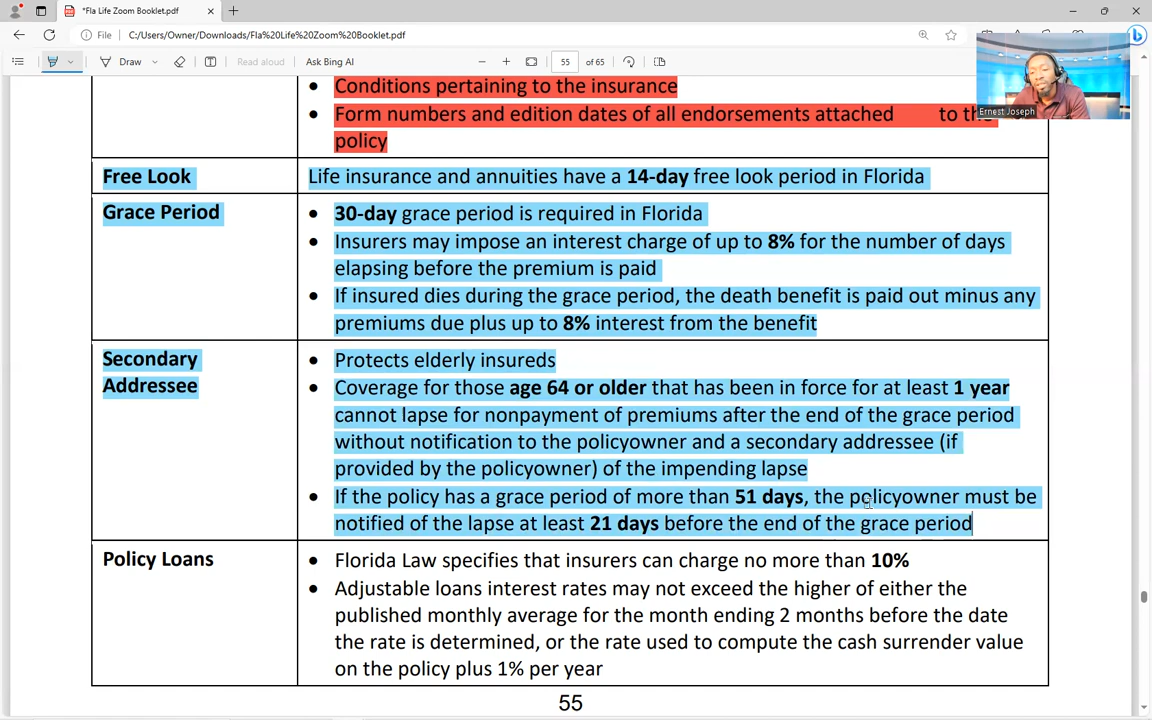 *Fla Life Zoom Booklet.pdf
File
C:/Users/Owner/Downloads/Fla%20Life%20Zoom%20Booklet.pdf
Draw
Read aloud
Ask Bing AI
55
of 65
Ernest Joseph
• Conditions pertaining to the insurance
• Form numbers and edition dates of all endorsements attached to the
policy
Free Look
Life insurance and annuities have a 14-day free look period in Florida
Grace Period
• 30-day grace period is required in Florida
• Insurers may impose an interest charge of up to 8% for the number of days
elapsing before the premium is paid
• If insured dies during the grace period, the death benefit is paid out minus any
premiums due plus up to 8% interest from the benefit
Secondary
Addressee
• Protects elderly insureds
• Coverage for those age 64 or older that has been in force for at least 1 year
cannot lapse for nonpayment of premiums after the end of the grace period
without notification to the policyowner and a secondary addressee (if
provided by the policyowner) of the impending lapse
• If the policy has a grace period of more than 51 days, the policyowner must be
notified of the lapse at least 21 days before the end of the grace period
Policy Loans
• Florida Law specifies that insurers can charge no more than 10%
• Adjustable loans interest rates may not exceed the higher of either the
published monthly average for the month ending 2 months before the date
the rate is determined, or the rate used to compute the cash surrender value
on the policy plus 1% per year
55